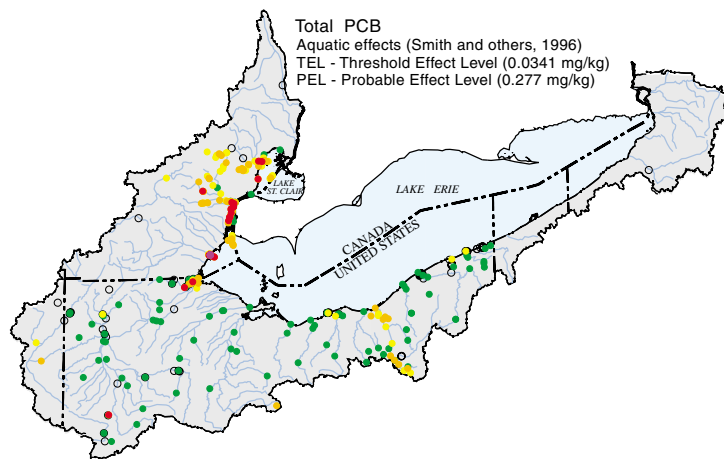 Total PCB
Aquatic effects (Smith and others, 1996)
TEL - Threshold Effect Level (0.0341 mg/kg)
PEL - Probable Effect Level (0.277 mg/kg)
LAKE
ST. CLAIR
LAKE ERIE
CANADA
UNITED STATES